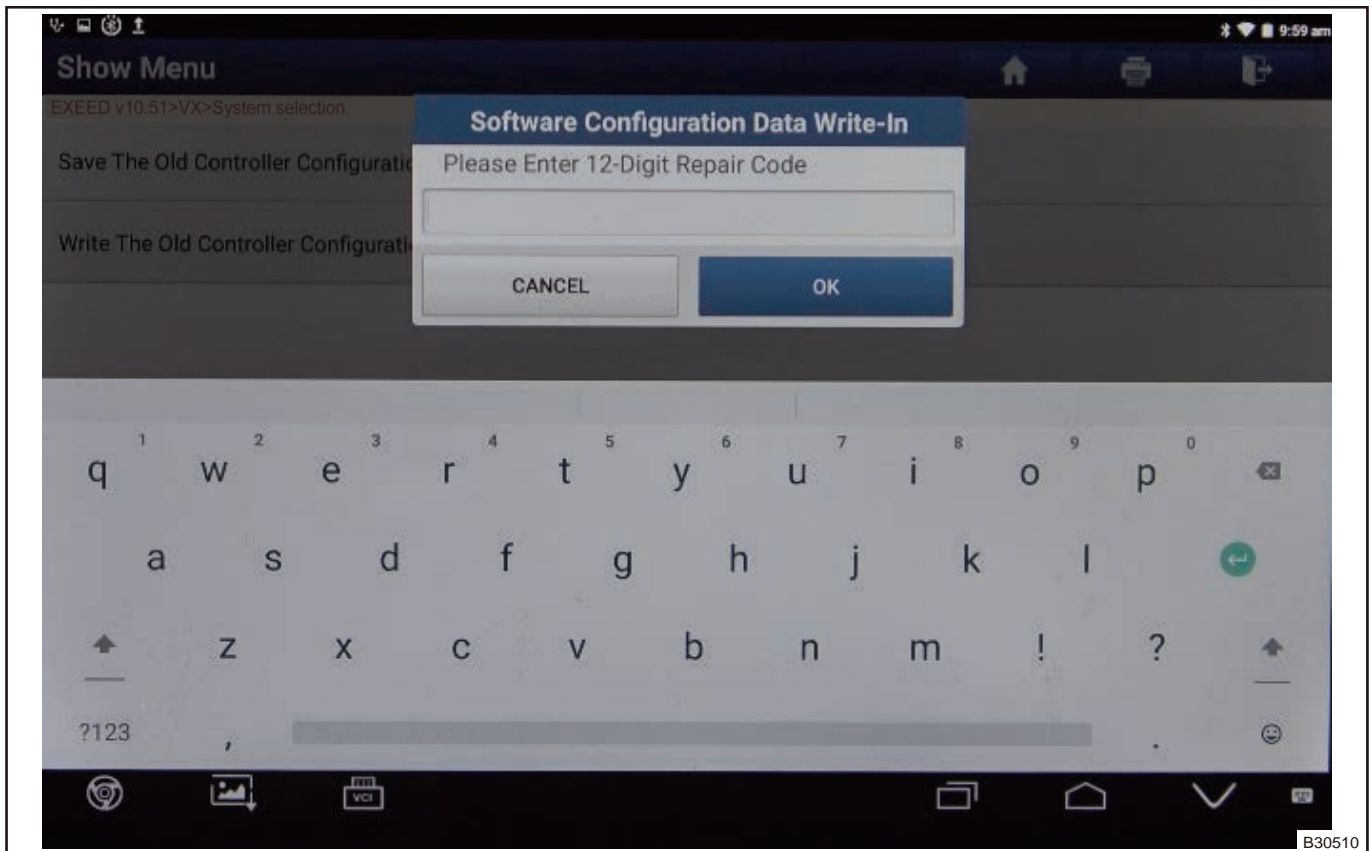 9:59 am
Show Menu
EXEED v10.51>VX>System selection
Software Configuration Data Write-In
Save The Old Controller Configuratio
Please Enter 12-Digit Repair Code
Write The Old Controller Configurati
CANCEL
OK
1 2 3 4 5 6 7 8 9 0
q w e r t y u i o p
a s d f g h j k l
z x c v b n m ! ?
?123 , .
VCI
B30510